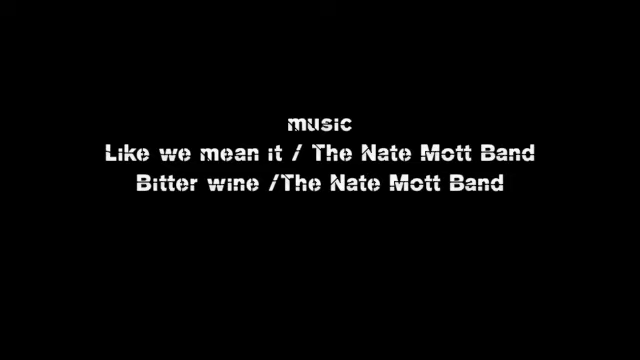 music
Like we mean it / The Nate Mott Band
Bitter wine /The Nate Mott Band